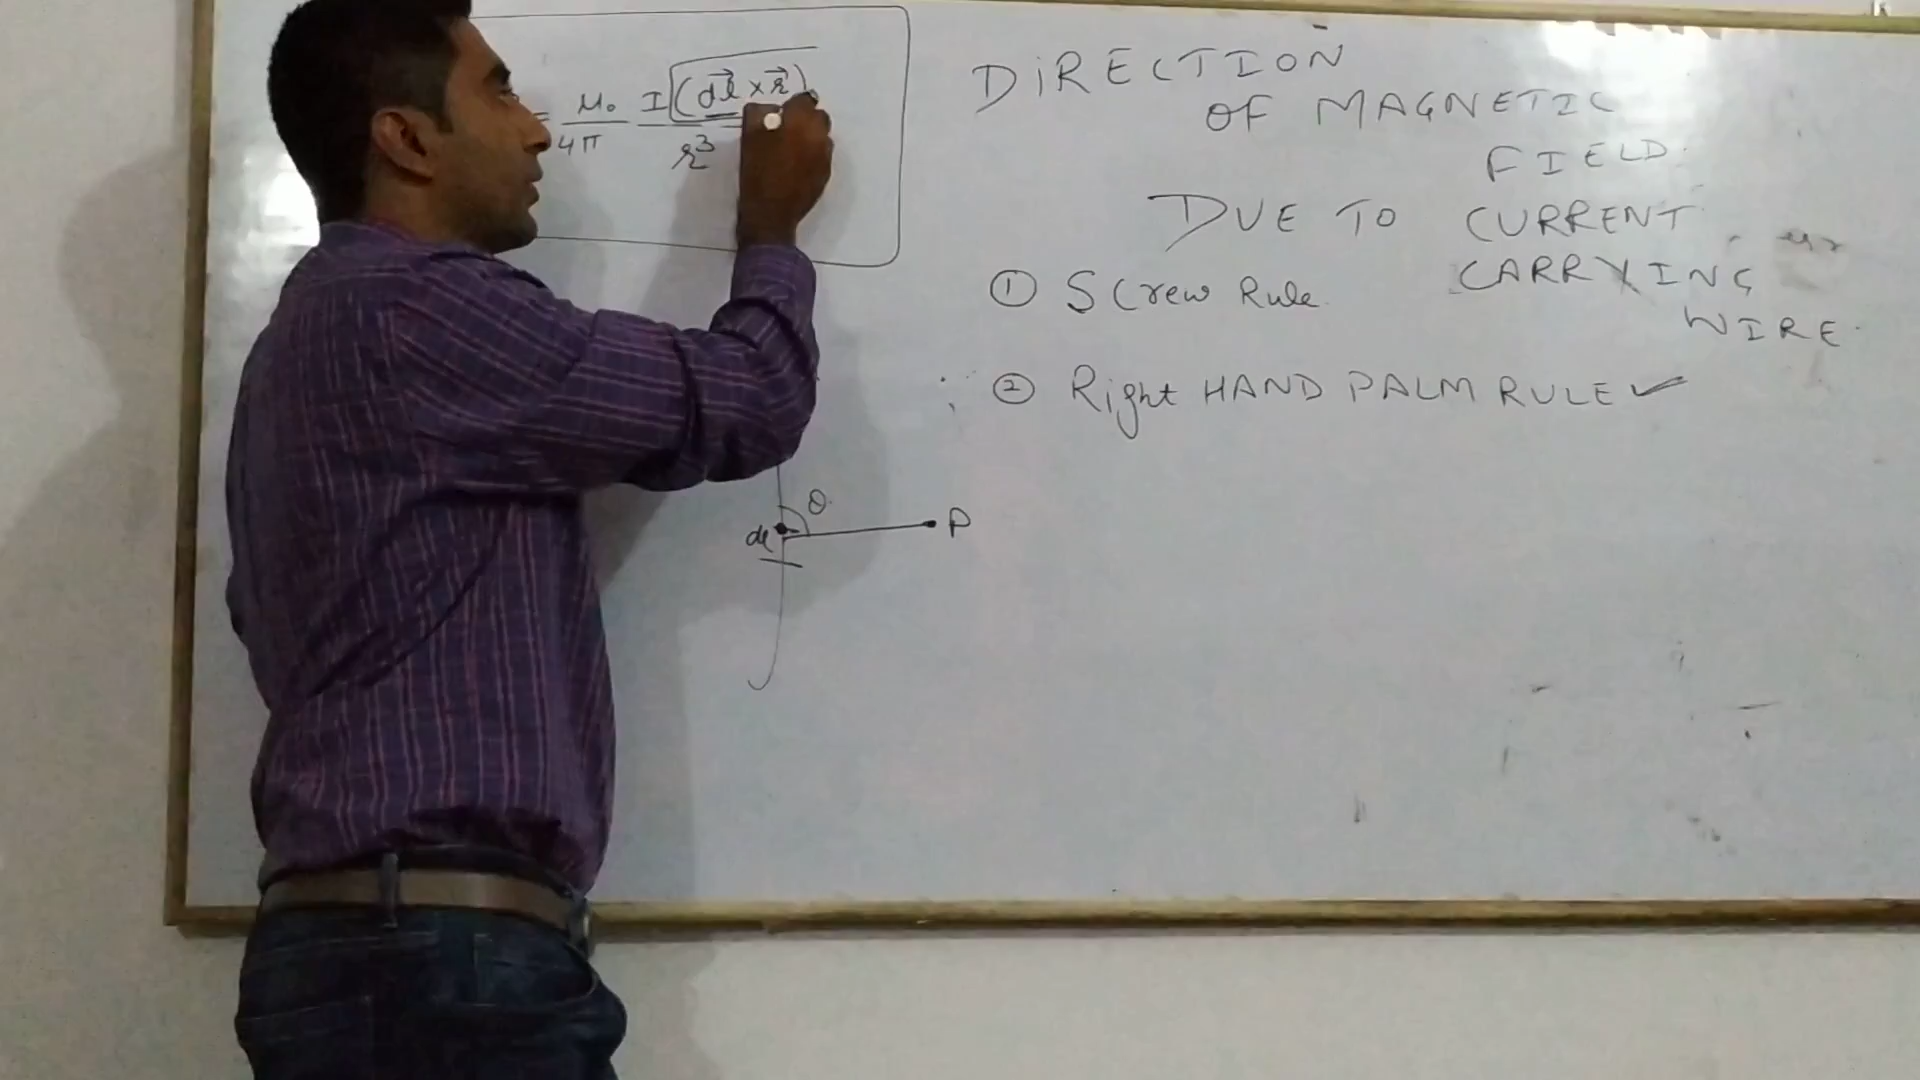 = μ₀ I (dl × r)
4π r³
DIRECTION
OF MAGNETIC
FIELD
DUE TO CURRENT
CARRYING
WIRE
① Screw Rule
② Right HAND PALM RULE ✓
θ
dl
P